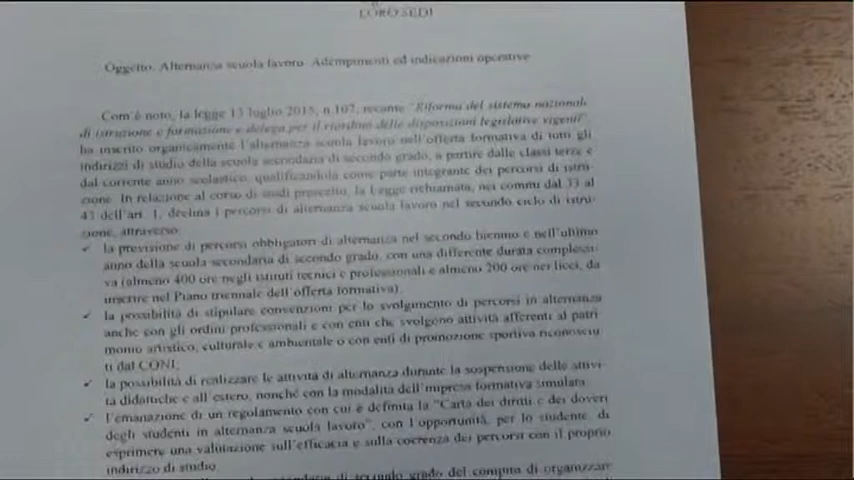 LORO SEDI
Oggetto: Alternanza scuola lavoro. Adempimenti ed indicazioni operative
Com'è noto, la legge 13 luglio 2015, n.107, recante "Riforma del sistema nazionale
di istruzione e formazione e delega per il riordino delle disposizioni legislative vigenti",
ha inserito organicamente l'alternanza scuola lavoro nell'offerta formativa di tutti gli
indirizzi di studio della scuola secondaria di secondo grado, a partire dalle classi terze e
dal corrente anno scolastico, qualificandola come parte integrante dei percorsi di istru-
zione. In relazione al corso di studi prescelto, la Legge richiamata, nei commi dal 33 al
43 dell'art. 1, declina i percorsi di alternanza scuola lavoro nel secondo ciclo di istru-
zione, attraverso:
✓ la previsione di percorsi obbligatori di alternanza nel secondo biennio e nell'ultimo
anno della scuola secondaria di secondo grado, con una differente durata complessi-
va (almeno 400 ore negli istituti tecnici e professionali e almeno 200 ore nei licei, da
inserire nel Piano triennale dell'offerta formativa);
✓ la possibilità di stipulare convenzioni per lo svolgimento di percorsi in alternanza
anche con gli ordini professionali e con enti che svolgono attività afferenti al patri
monio artistico, culturale e ambientale o con enti di promozione sportiva riconosciu
ti dal CONI;
✓ la possibilità di realizzare le attività di alternanza durante la sospensione delle attivi-
tà didattiche e all'estero, nonché con la modalità dell'impresa formativa simulata
✓ l'emanazione di un regolamento con cui è definita la "Carta dei diritti e dei doveri
degli studenti in alternanza scuola lavoro", con l'opportunità, per lo studente, di
esprimere una valutazione sull'efficacia e sulla coerenza dei percorsi con il proprio
indirizzo di studio
secondaria di secondo grado del compito di organizzare